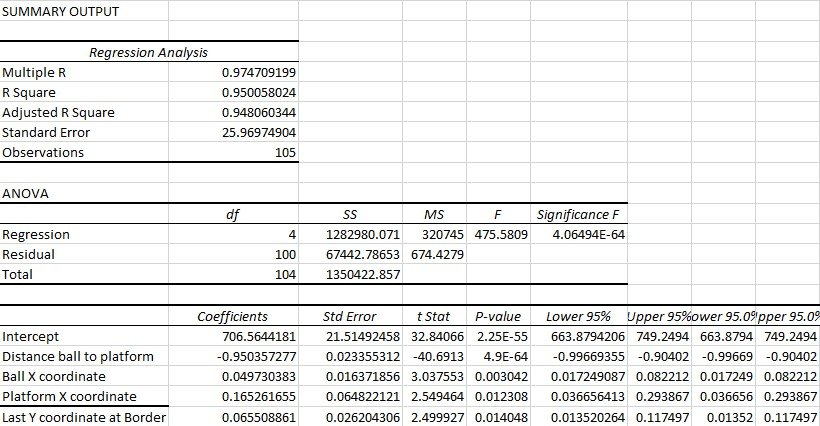 SUMMARY OUTPUT
Regression Analysis
Multiple R 0.974709199
R Square 0.950058024
Adjusted R Square 0.948060344
Standard Error 25.96974904
Observations 105
ANOVA
df SS MS F Significance F
Regression 4 1282980.071 320745 475.5809 4.06494E-64
Residual 100 67442.78653 674.4279
Total 104 1350422.857
Coefficients Std Error t Stat P-value Lower 95% Upper 95% ower 95.0% pper 95.0%
Intercept 706.5644181 21.51492458 32.84066 2.25E-55 663.8794206 749.2494 663.8794 749.2494
Distance ball to platform -0.950357277 0.023355312 -40.6913 4.9E-64 -0.99669355 -0.90402 -0.99669 -0.90402
Ball X coordinate 0.049730383 0.016371856 3.037553 0.003042 0.017249087 0.082212 0.017249 0.082212
Platform X coordinate 0.165261655 0.064822121 2.549464 0.012308 0.036656413 0.293867 0.036656 0.293867
Last Y coordinate at Border 0.065508861 0.026204306 2.499927 0.014048 0.013520264 0.117497 0.01352 0.117497